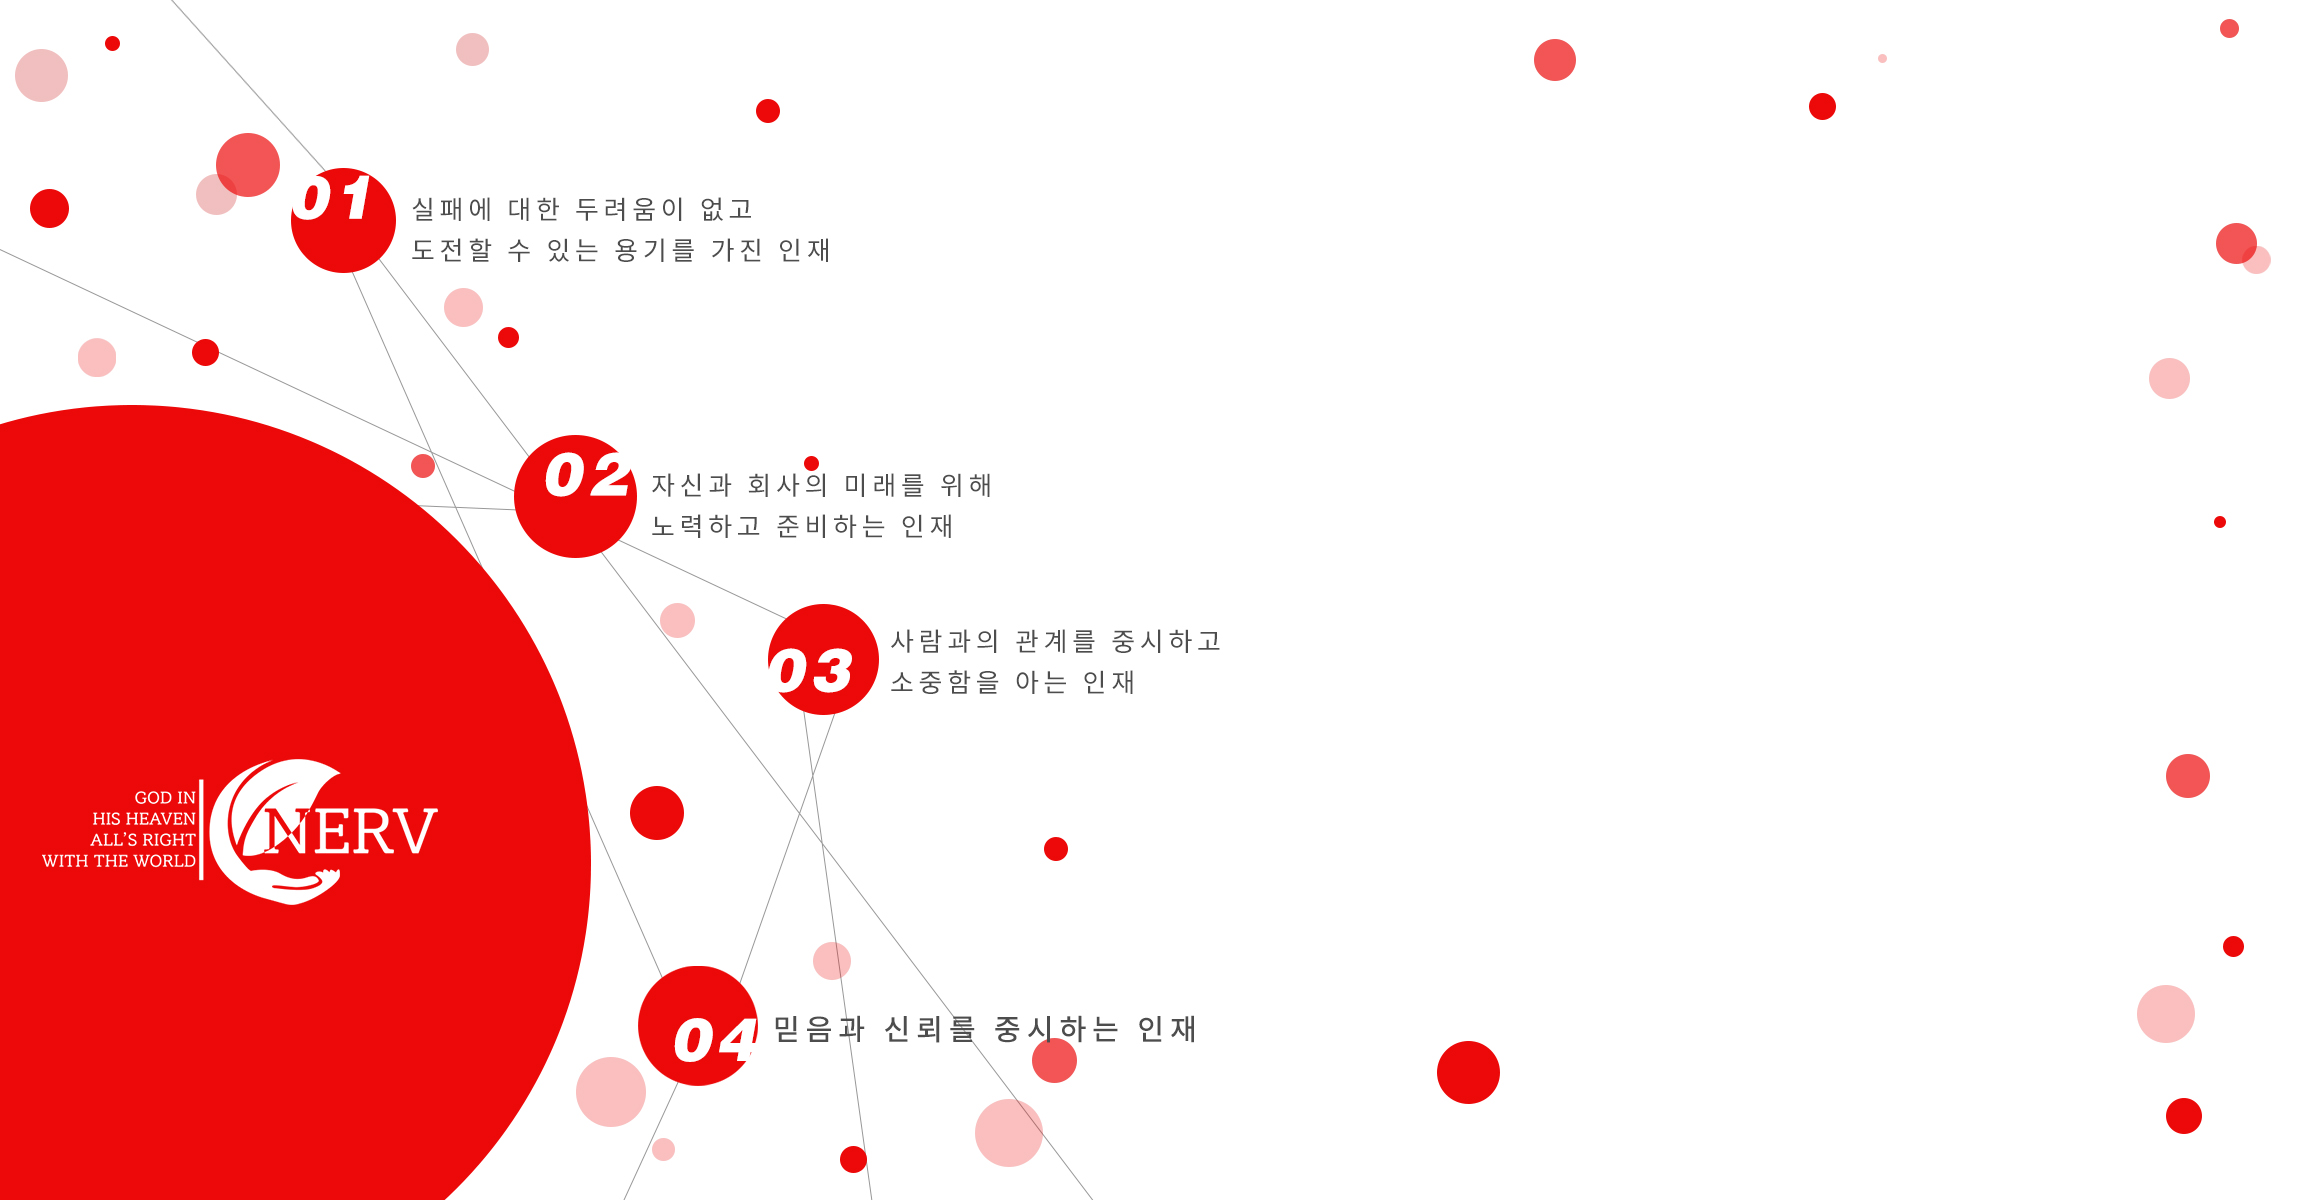 01
실패에 대한 두려움이 없고
도전할 수 있는 용기를 가진 인재
02
자신과 회사의 미래를 위해
노력하고 준비하는 인재
03
사람과의 관계를 중시하고
소중함을 아는 인재
GOD IN
HIS HEAVEN
ALL'S RIGHT
WITH THE WORLD
NERV
04
믿음과 신뢰를 중시하는 인재